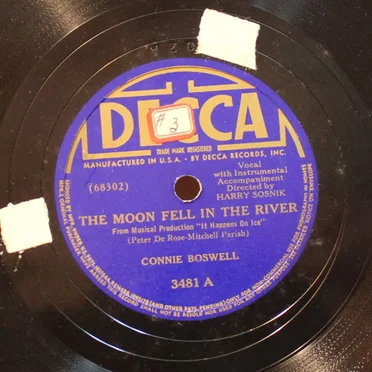 DECCA
#3
TRADE MARK REGISTERED
MANUFACTURED IN U.S.A. - BY DECCA RECORDS, INC.
(68302)
Vocal
with Instrumental
Accompaniment
Directed by
HARRY SOSNIK
THE MOON FELL IN THE RIVER
From Musical Production "It Happens On Ice"
(Peter De Rose-Mitchell Parish)
CONNIE BOSWELL
3481 A